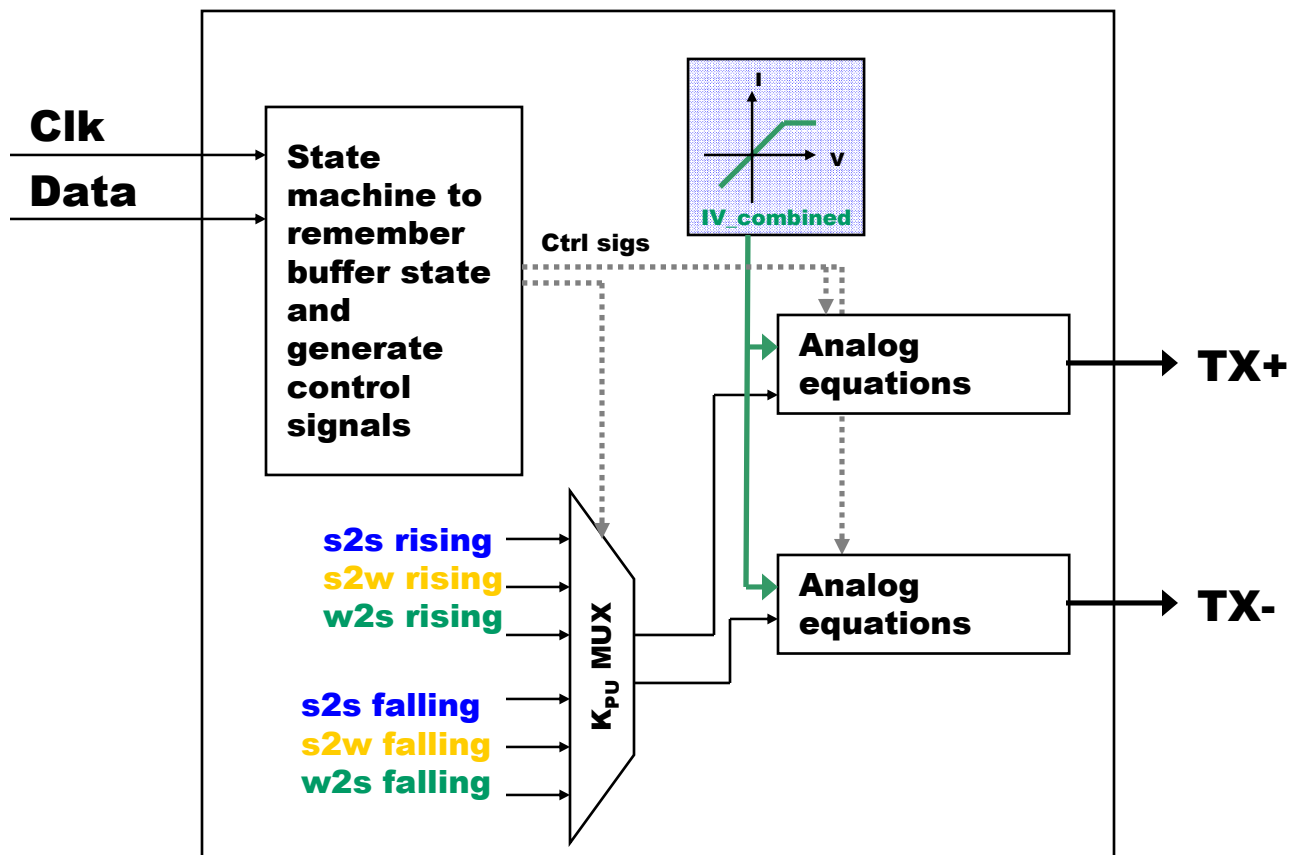 Clk
Data
State
machine to
remember
buffer state
and
generate
control
signals
I
V
IV_combined
Ctrl sigs
Analog
equations
TX+
s2s rising
s2w rising
w2s rising
s2s falling
s2w falling
w2s falling
KPU MUX
Analog
equations
TX-